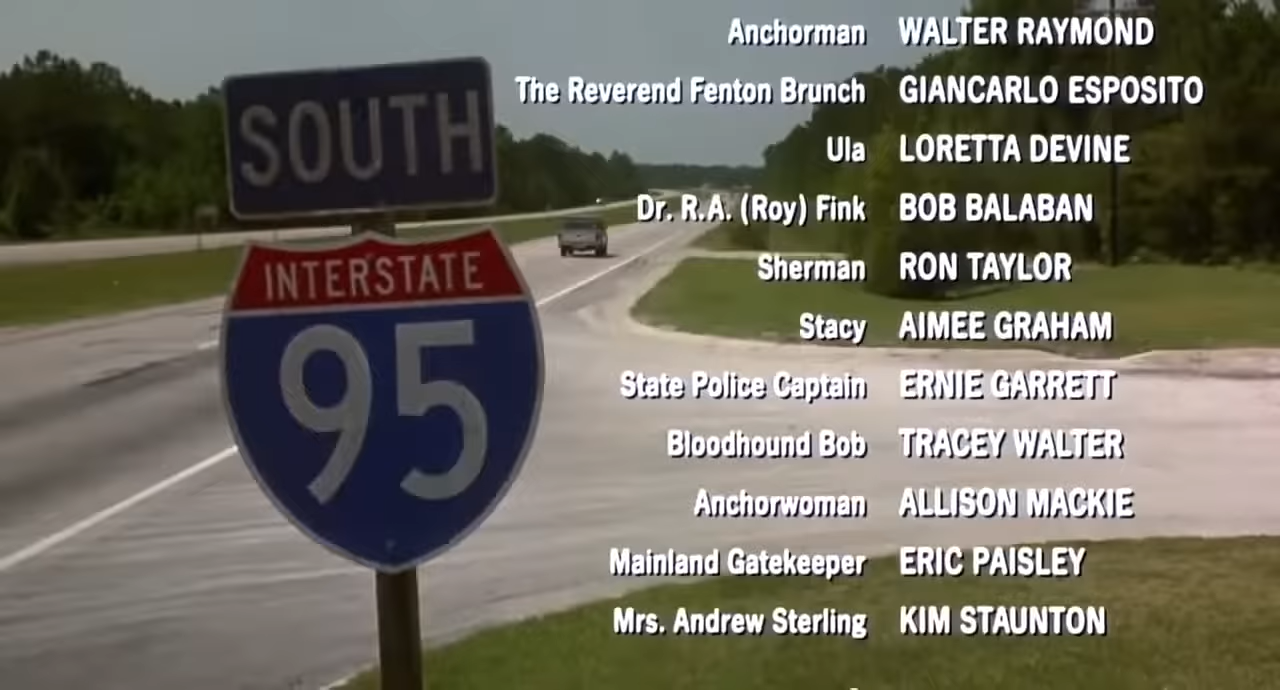 SOUTH
INTERSTATE
95
Anchorman WALTER RAYMOND
The Reverend Fenton Brunch GIANCARLO ESPOSITO
Ula LORETTA DEVINE
Dr. R.A. (Roy) Fink BOB BALABAN
Sherman RON TAYLOR
Stacy AIMEE GRAHAM
State Police Captain ERNIE GARRETT
Bloodhound Bob TRACEY WALTER
Anchorwoman ALLISON MACKIE
Mainland Gatekeeper ERIC PAISLEY
Mrs. Andrew Sterling KIM STAUNTON